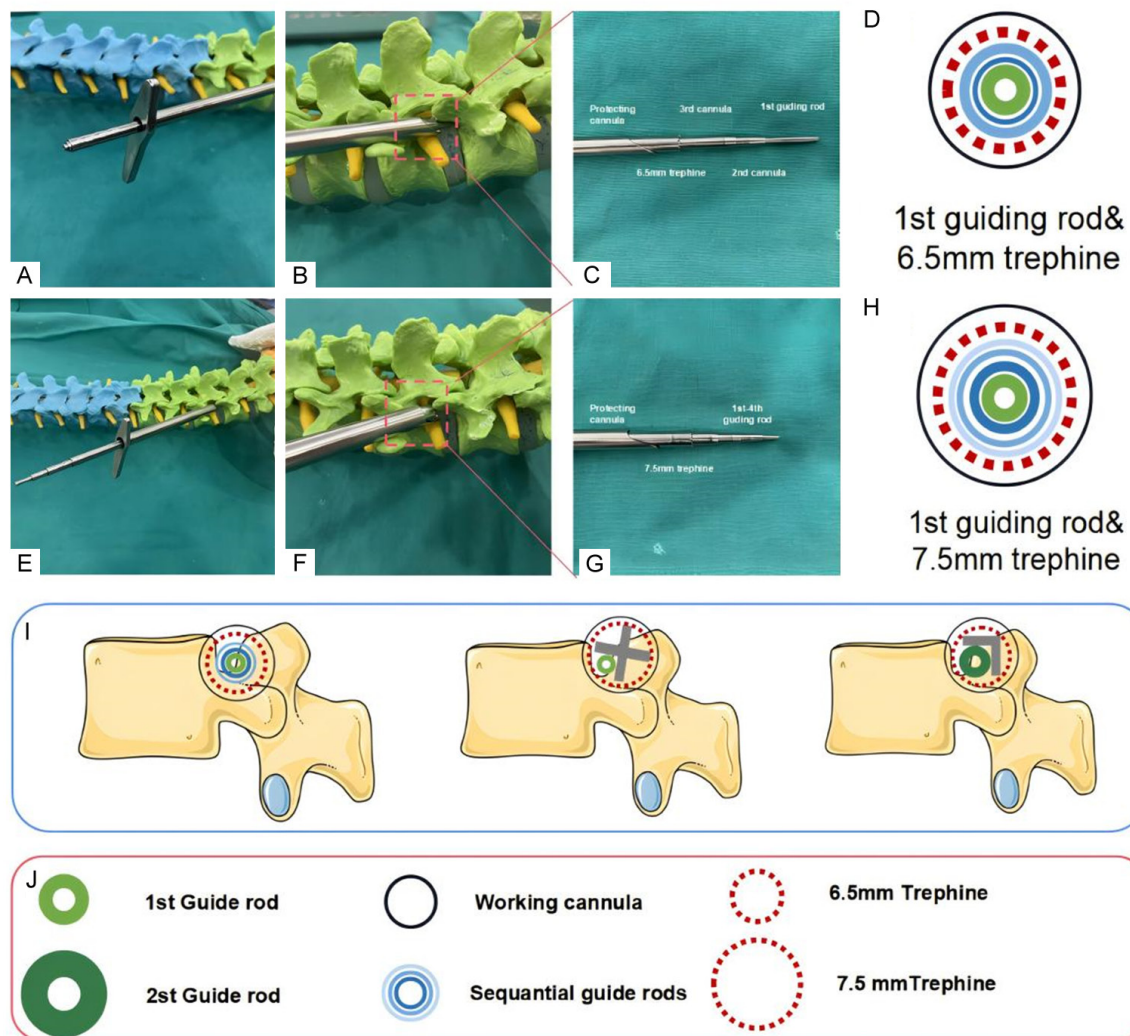 A
B
Protecting
cannula
3rd cannula
1st guding rod
6.5mm trephine
2nd cannula
C
D
1st guiding rod&
6.5mm trephine
E
F
Protecting
cannula
1st-4th
guding rod
7.5mm trephine
G
H
1st guiding rod&
7.5mm trephine
I
J
1st Guide rod
Working cannula
6.5mm Trephine
2st Guide rod
Sequantial guide rods
7.5 mmTrephine